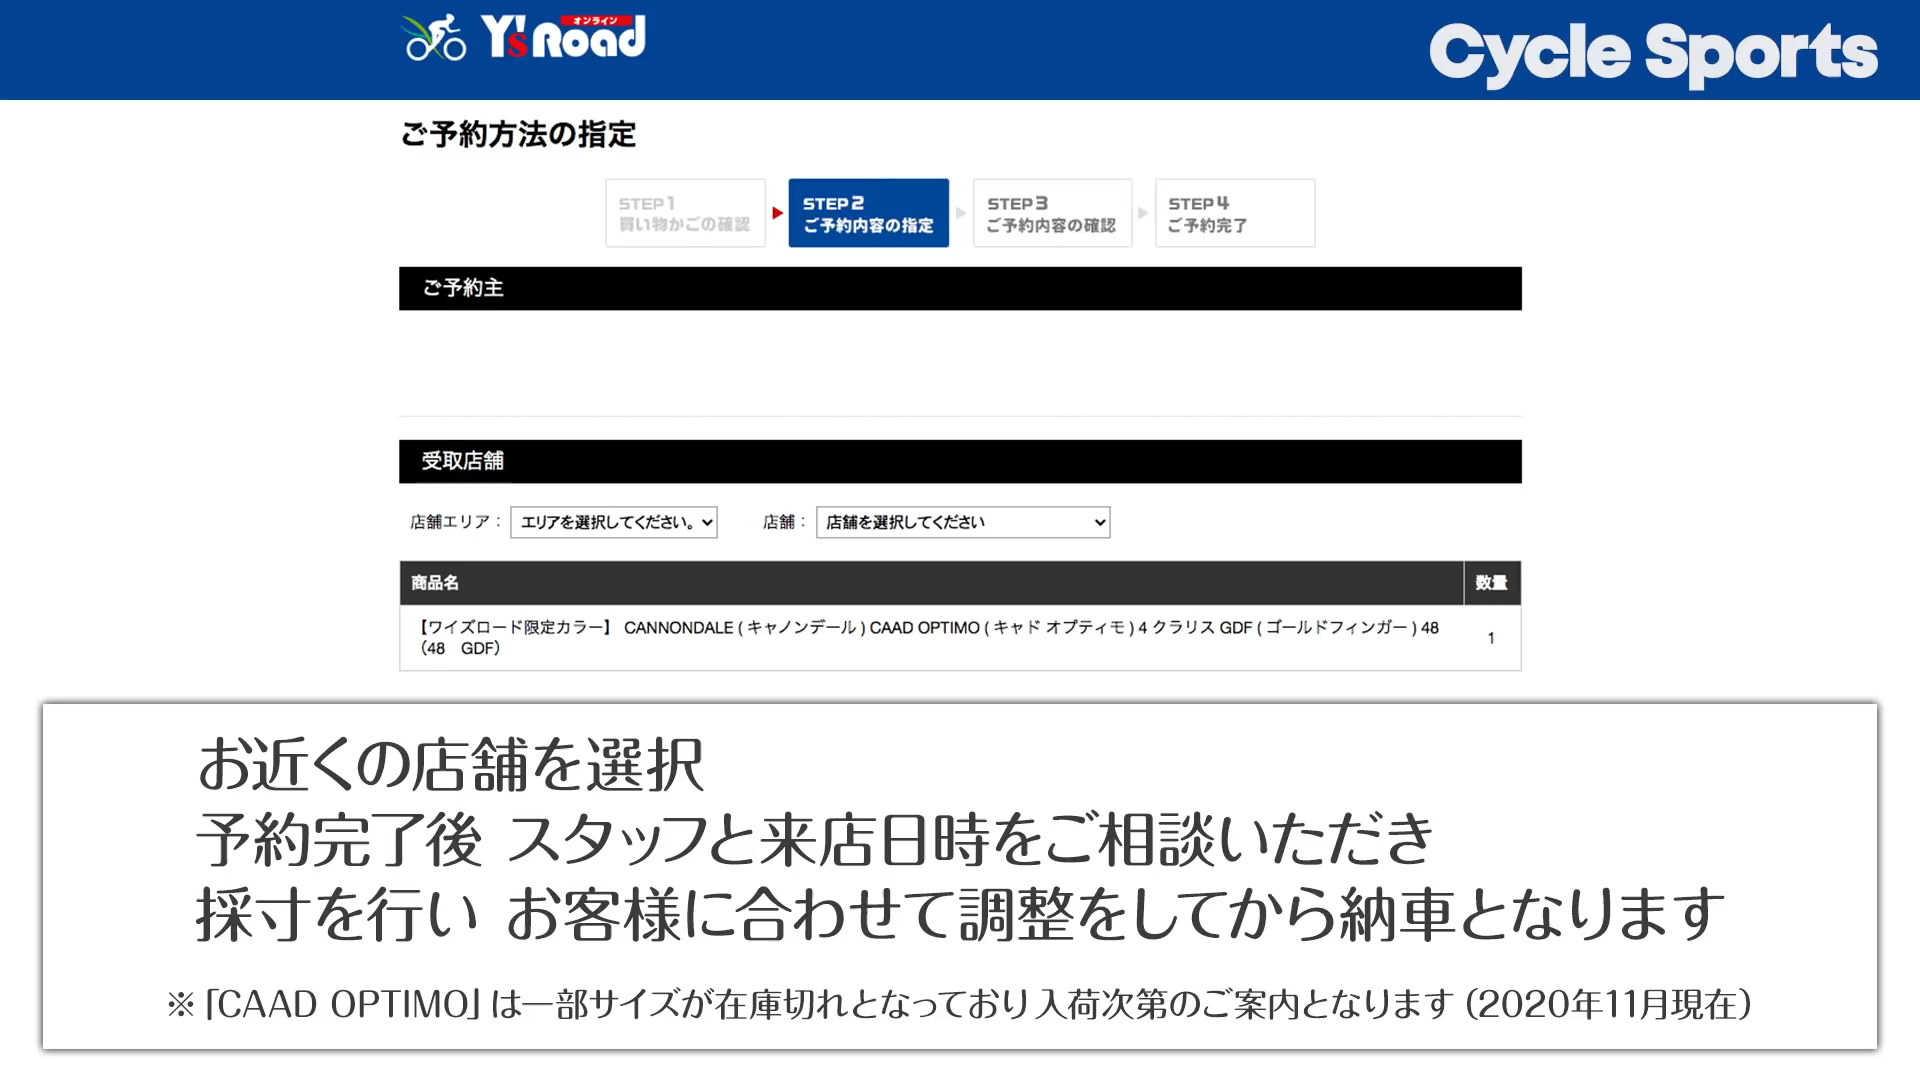 Y's Road オンライン
Cycle Sports
ご予約方法の指定
STEP1
買い物かごの確認
STEP2
ご予約内容の指定
STEP3
ご予約内容の確認
STEP4
ご予約完了
ご予約主
受取店舗
店舗エリア： エリアを選択してください。 店舗： 店舗を選択してください
商品名 数量
【ワイズロード限定カラー】 CANNONDALE ( キャノンデール ) CAAD OPTIMO ( キャド オプティモ ) 4 クラリス GDF ( ゴールドフィンガー ) 48
（48　GDF） 1
お近くの店舗を選択
予約完了後 スタッフと来店日時をご相談いただき
採寸を行い お客様に合わせて調整をしてから納車となります
※「CAAD OPTIMO」は一部サイズが在庫切れとなっており入荷次第のご案内となります（2020年11月現在）